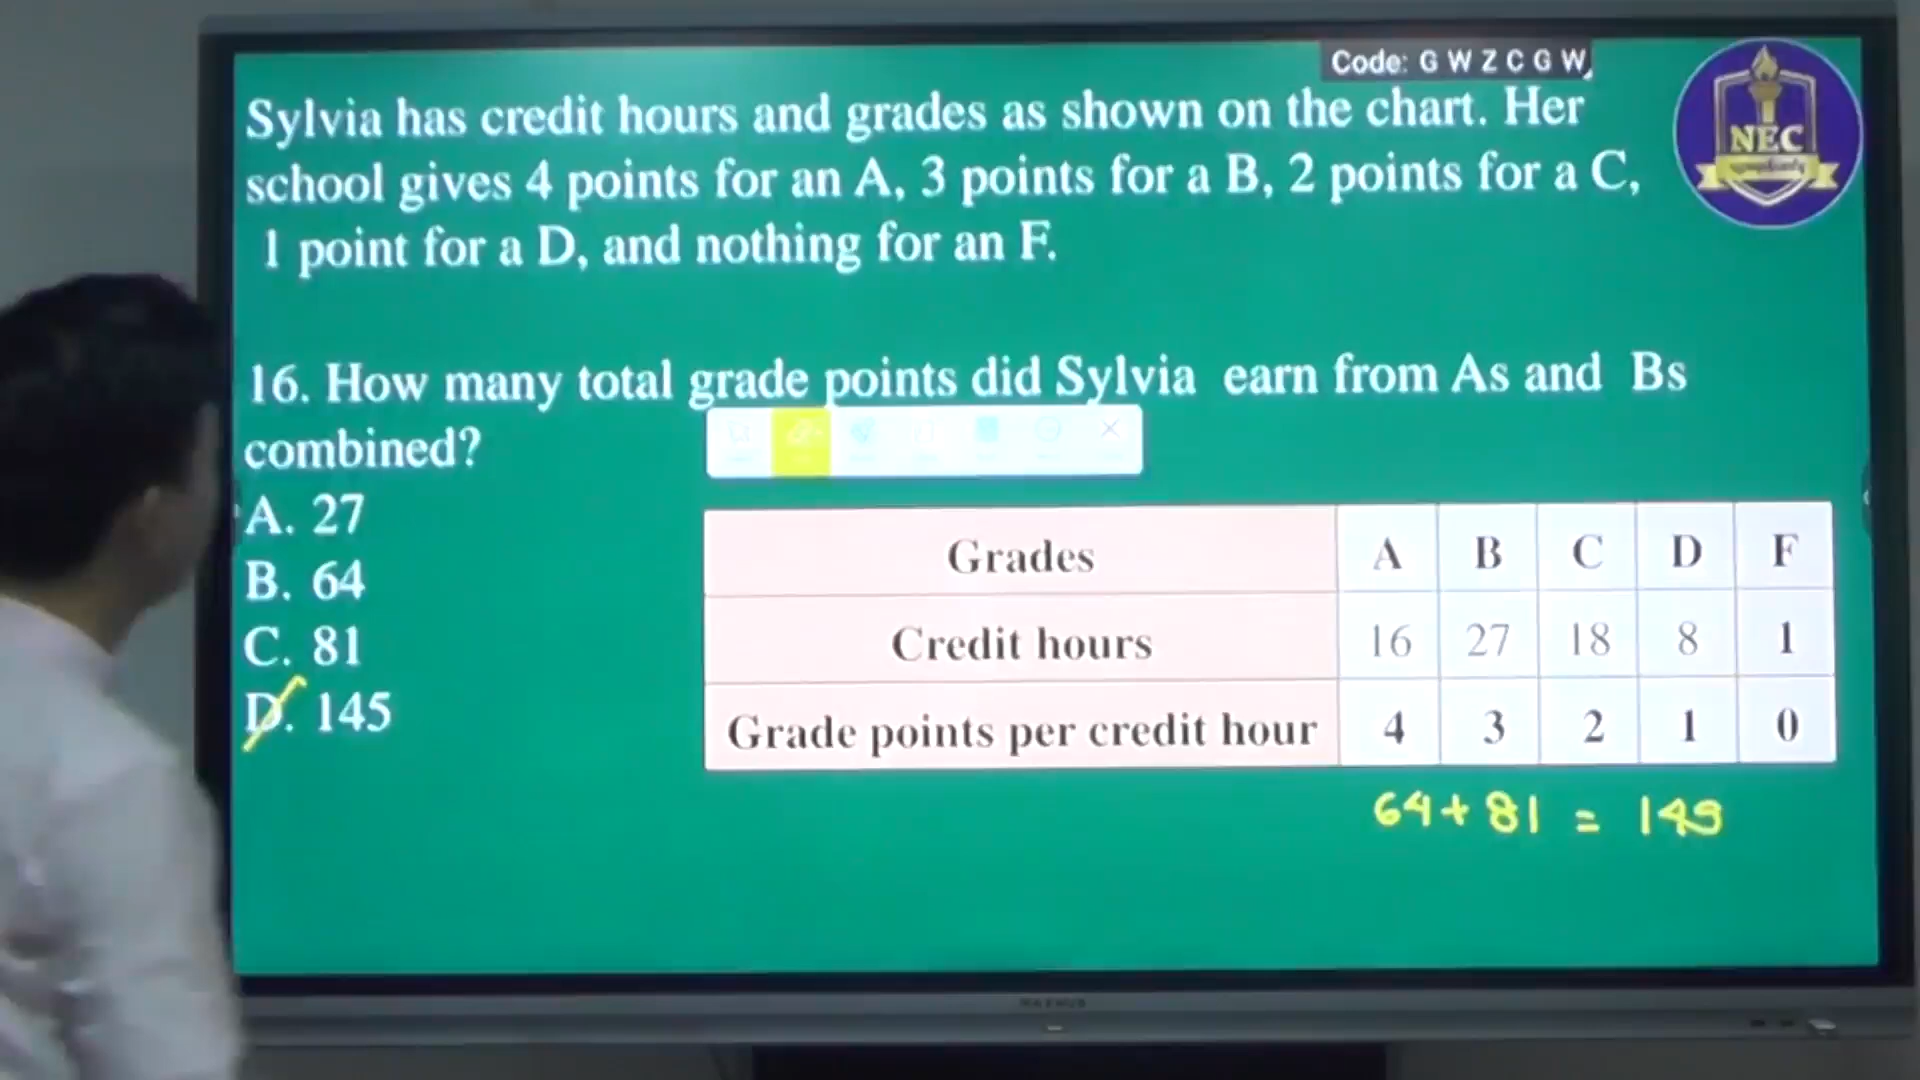 Code: G W Z C G W
Sylvia has credit hours and grades as shown on the chart. Her
school gives 4 points for an A, 3 points for a B, 2 points for a C,
1 point for a D, and nothing for an F.
NEC
16. How many total grade points did Sylvia earn from As and Bs
combined?
A. 27
B. 64
C. 81
D. 145
Grades A B C D F
Credit hours 16 27 18 8 1
Grade points per credit hour 4 3 2 1 0
64 + 81 = 145